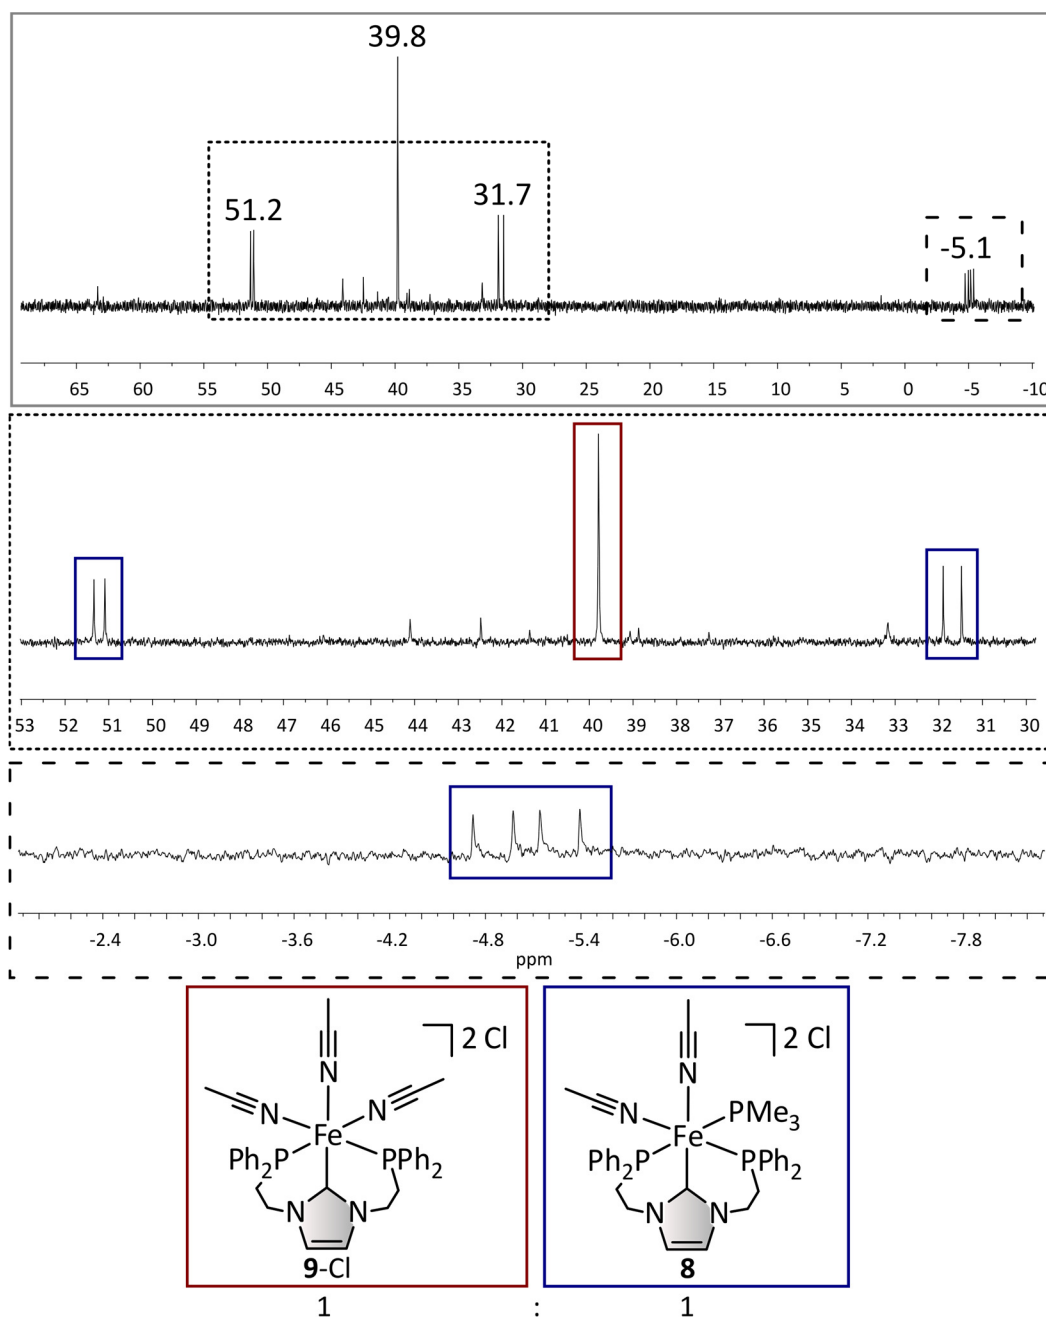 39.8
51.2
31.7
-5.1
65 60 55 50 45 40 35 30 25 20 15 10 5 0 -5 -10
53 52 51 50 49 48 47 46 45 44 43 42 41 40 39 38 37 36 35 34 33 32 31 30
-2.4 -3.0 -3.6 -4.2 -4.8 -5.4 -6.0 -6.6 -7.2 -7.8
ppm
2 Cl
N
N
N
Fe
Ph2P
PPh2
N
N
9-Cl
2 Cl
N
N
PMe3
Fe
Ph2P
PPh2
N
N
8
1 : 1